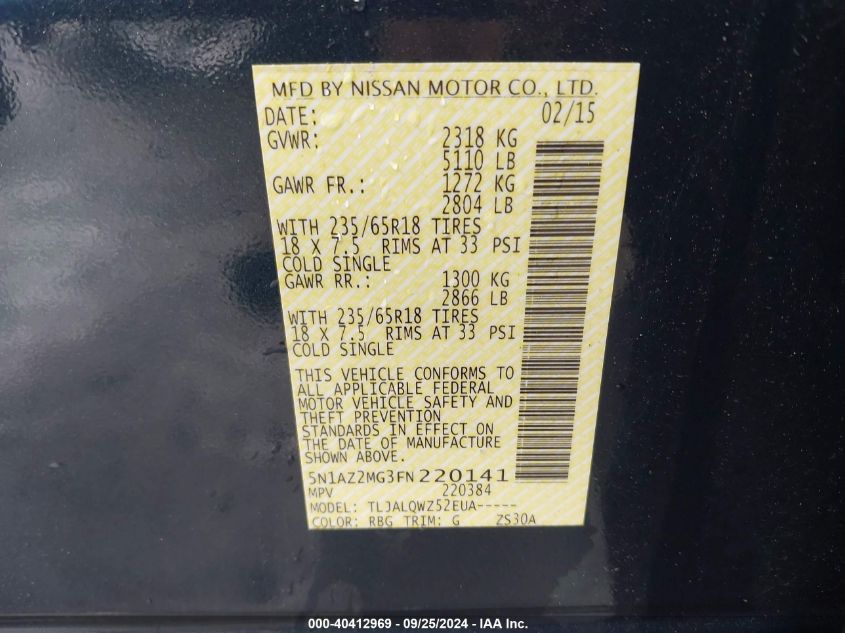 MFD BY NISSAN MOTOR CO., LTD.
DATE: 02/15
GVWR: 2318 KG
5110 LB
GAWR FR.: 1272 KG
2804 LB
WITH 235/65R18 TIRES
18 X 7.5 RIMS AT 33 PSI
COLD SINGLE
GAWR RR.: 1300 KG
2866 LB
WITH 235/65R18 TIRES
18 X 7.5 RIMS AT 33 PSI
COLD SINGLE
THIS VEHICLE CONFORMS TO
ALL APPLICABLE FEDERAL
MOTOR VEHICLE SAFETY AND
THEFT PREVENTION
STANDARDS IN EFFECT ON
THE DATE OF MANUFACTURE
SHOWN ABOVE.
5N1AZ2MG3FN220141
MPV 220384
MODEL: TLJALQWZ52EUA-----
COLOR: RBG TRIM: G ZS30A
000-40412969 - 09/25/2024 - IAA Inc.